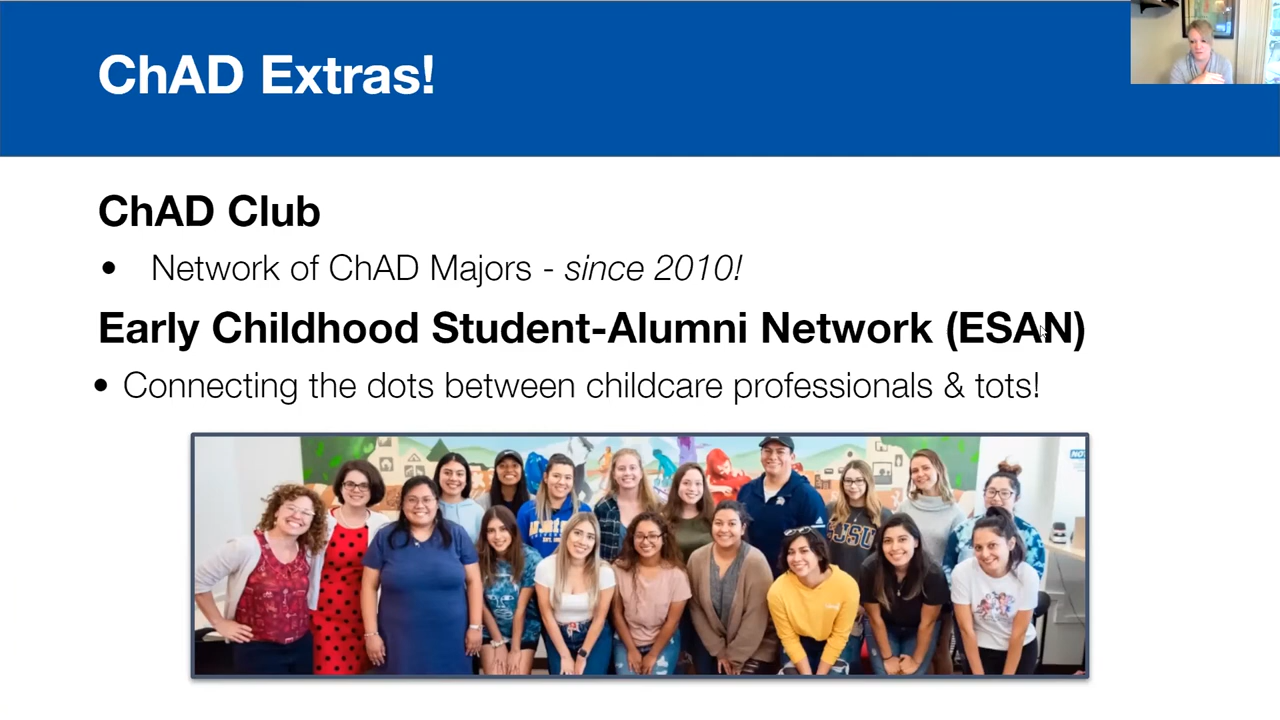 ChAD Extras!
ChAD Club
• Network of ChAD Majors - since 2010!
Early Childhood Student-Alumni Network (ESAN)
• Connecting the dots between childcare professionals & tots!
SJSU